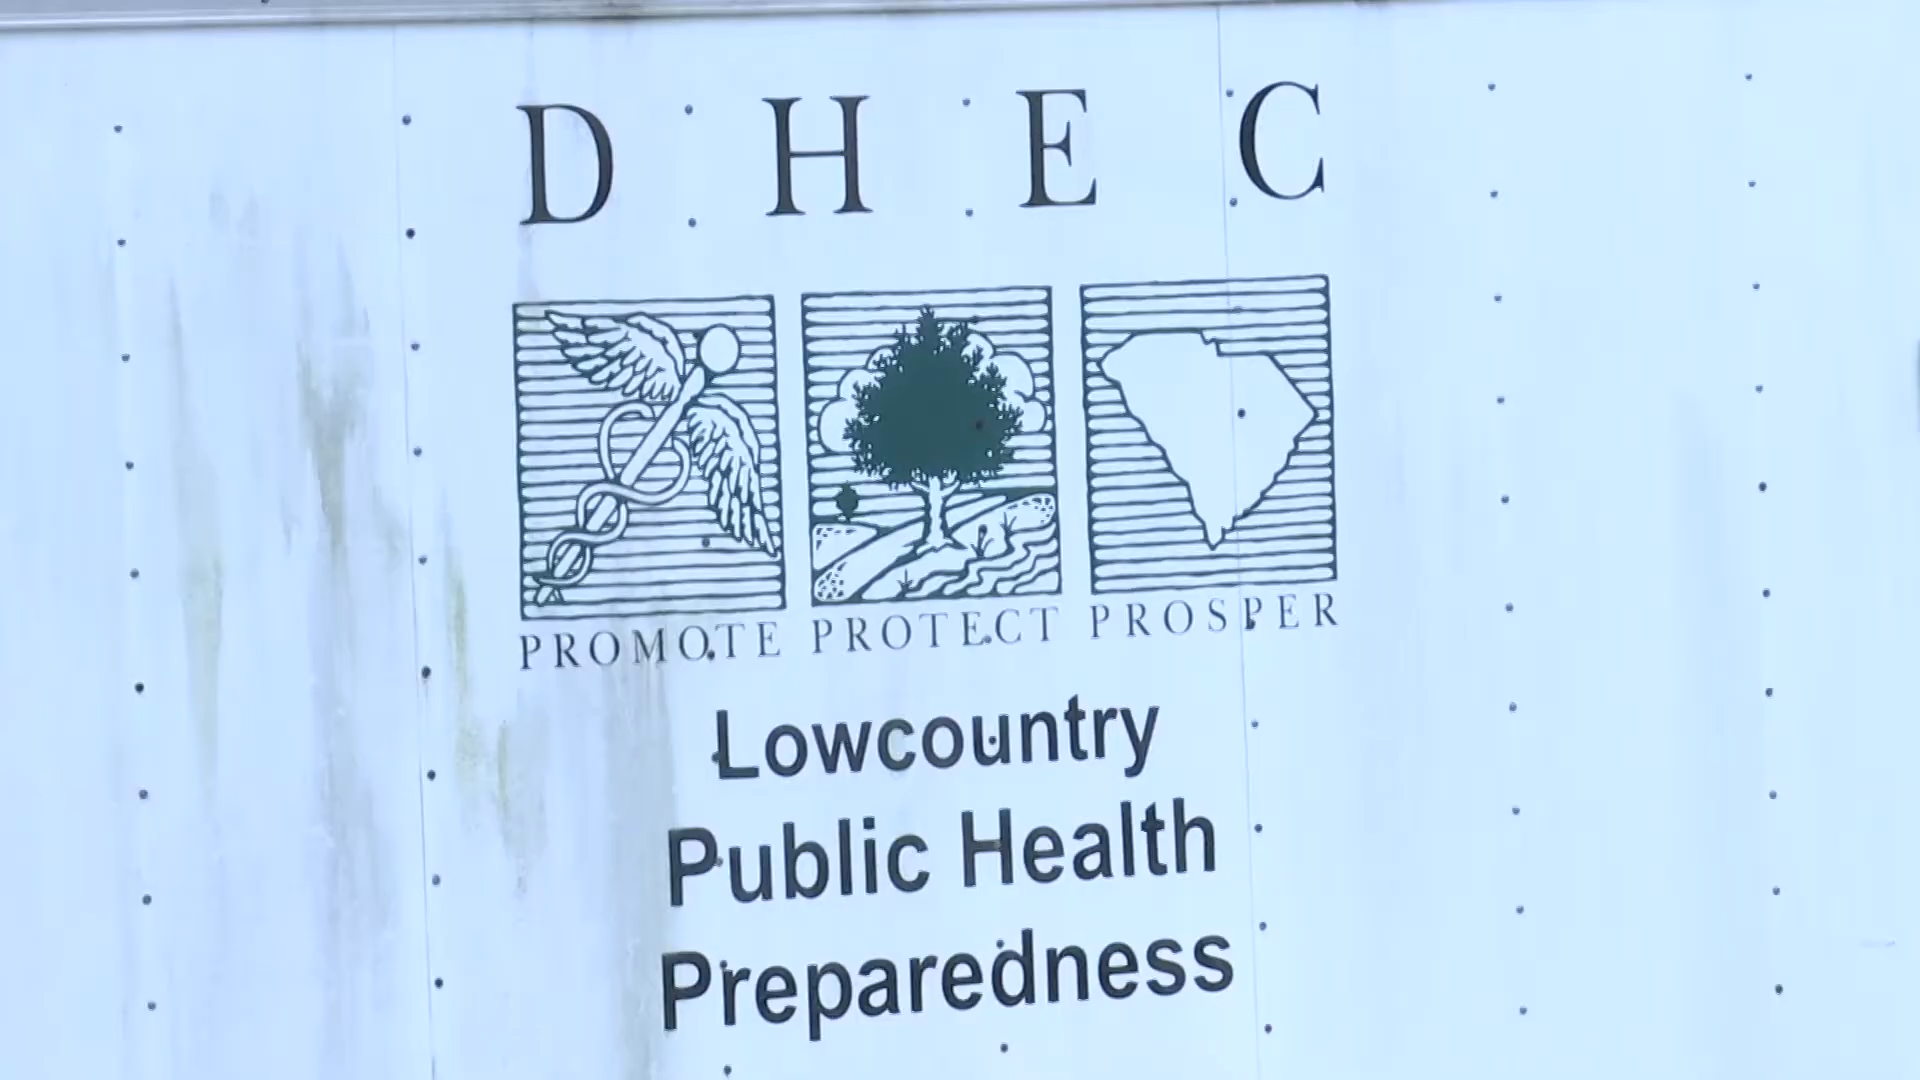 DHEC
PROMOTE PROTECT PROSPER
Lowcountry
Public Health
Preparedness